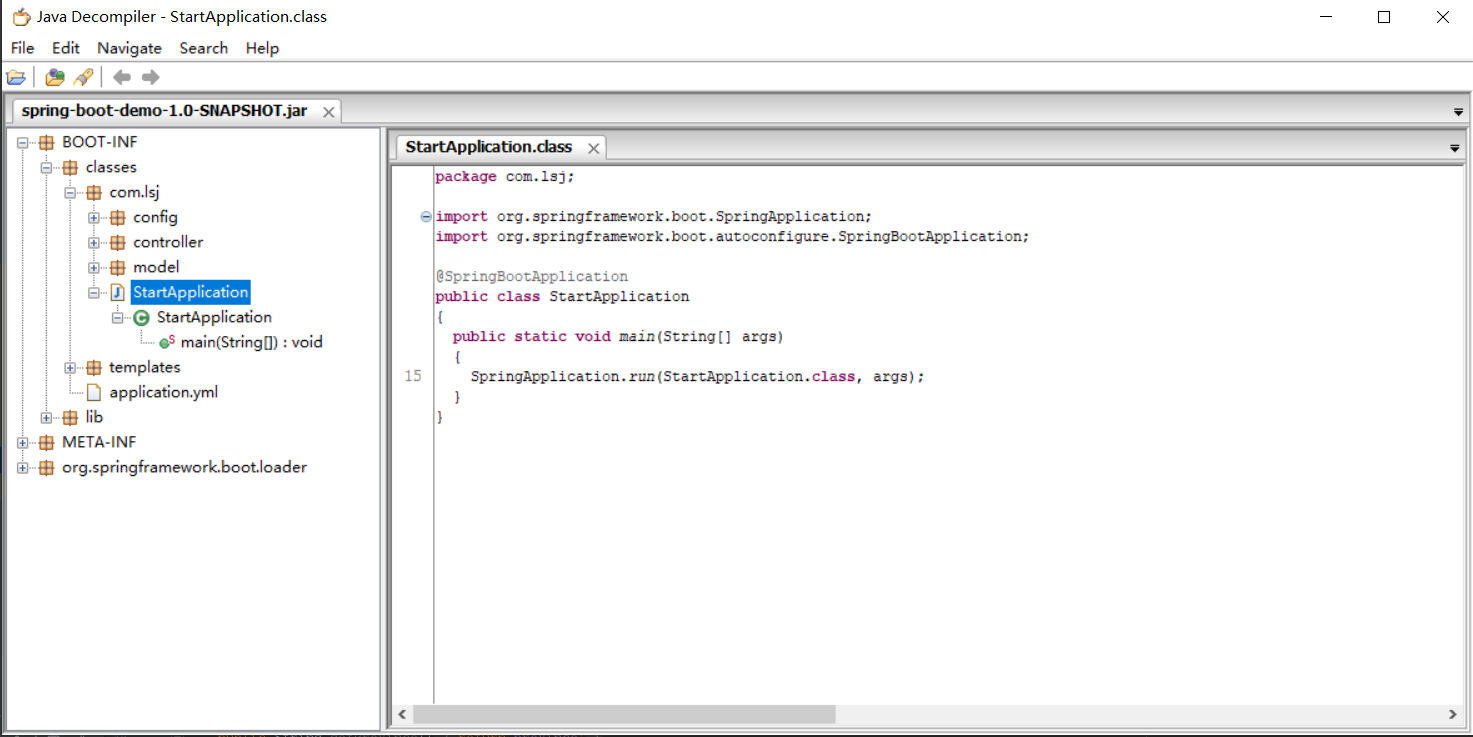 Java Decompiler - StartApplication.class
File Edit Navigate Search Help
spring-boot-demo-1.0-SNAPSHOT.jar
BOOT-INF
classes
com.lsj
config
controller
model
StartApplication
StartApplication
main(String[]) : void
templates
application.yml
lib
META-INF
org.springframework.boot.loader
StartApplication.class
package com.lsj;
import org.springframework.boot.SpringApplication;
import org.springframework.boot.autoconfigure.SpringBootApplication;
@SpringBootApplication
public class StartApplication
{
public static void main(String[] args)
{
15 SpringApplication.run(StartApplication.class, args);
}
}